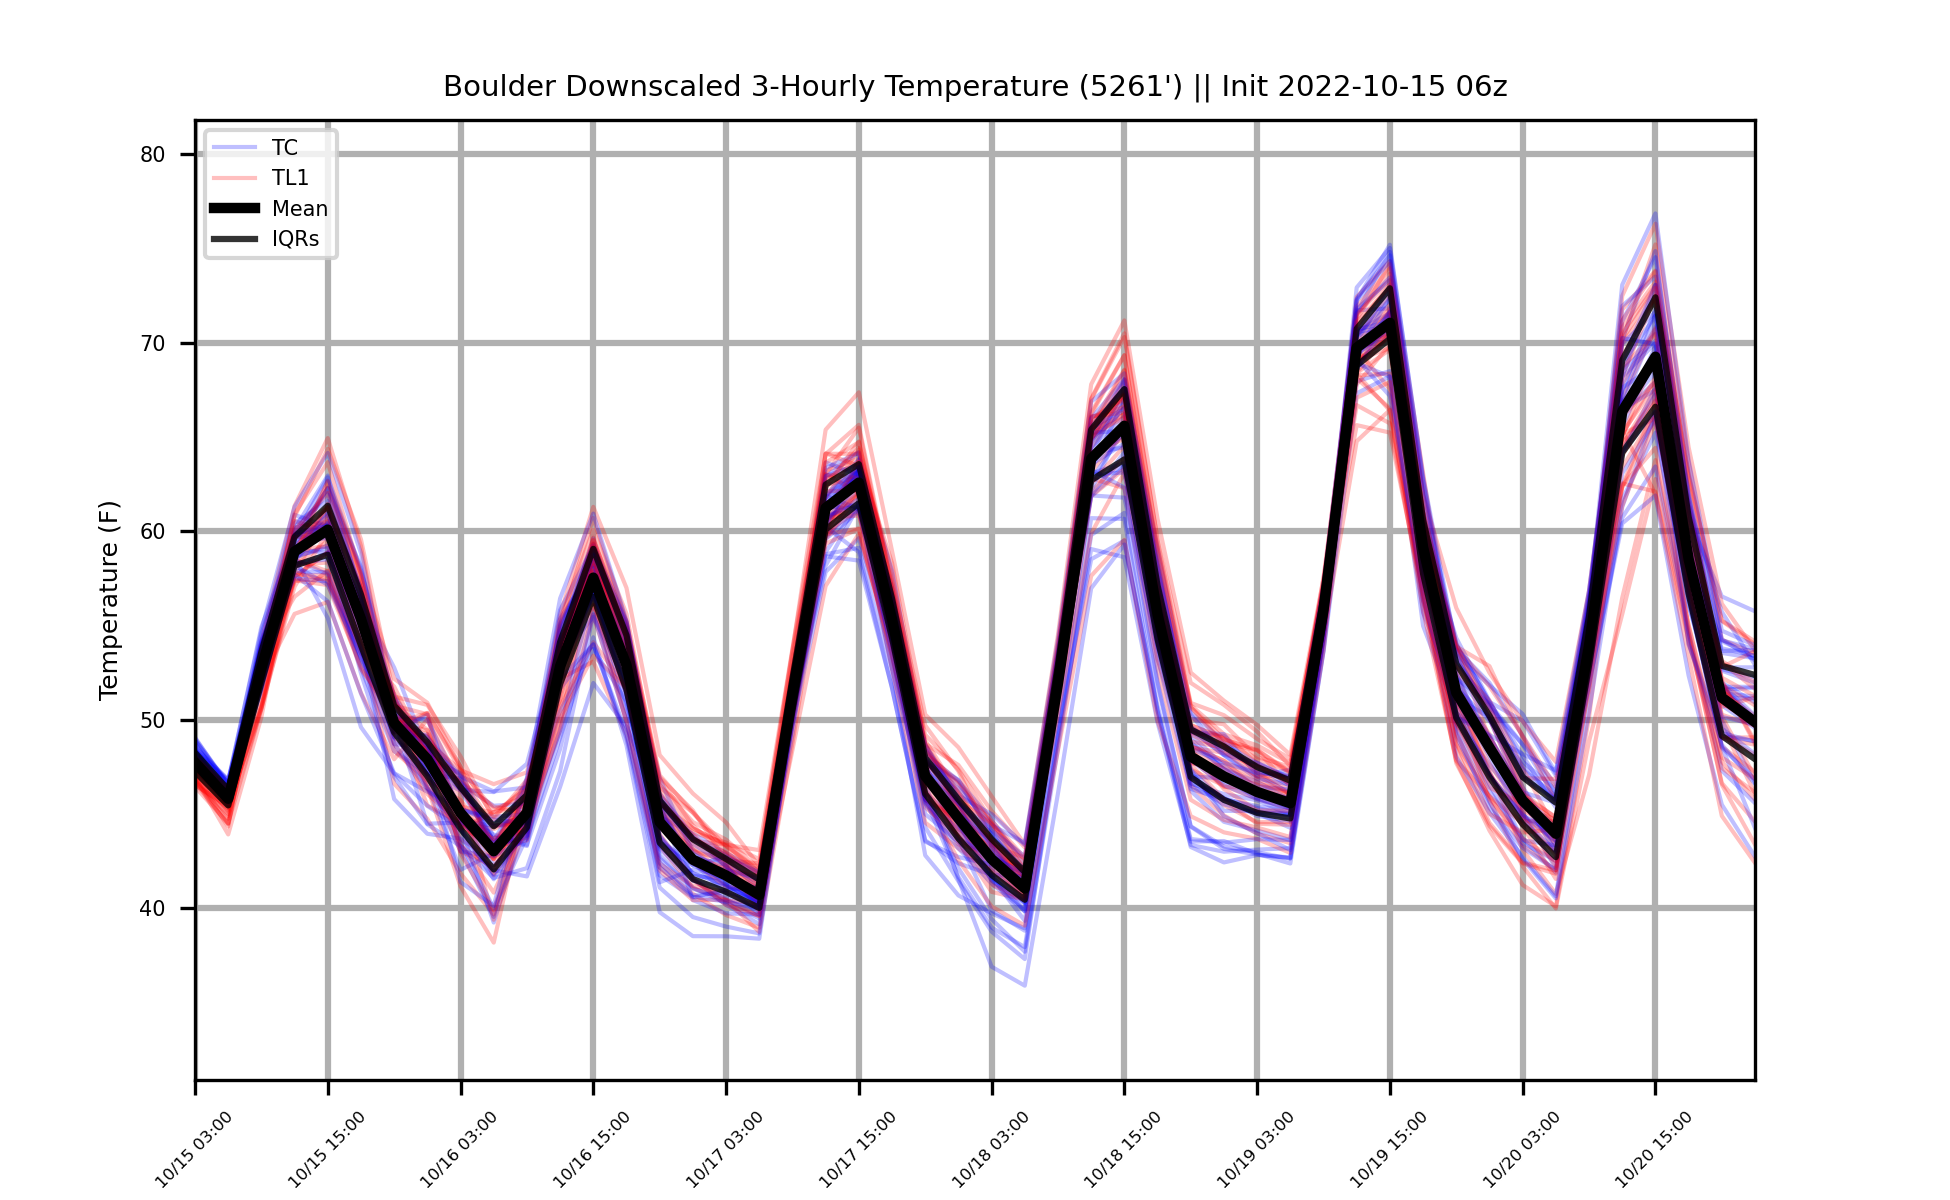 Boulder Downscaled 3-Hourly Temperature (5261') || Init 2022-10-15 06z
TC
TL1
Mean
IQRs
Temperature (F)
80
70
60
50
40
10/15 03:00
10/15 15:00
10/16 03:00
10/16 15:00
10/17 03:00
10/17 15:00
10/18 03:00
10/18 15:00
10/19 03:00
10/19 15:00
10/20 03:00
10/20 15:00